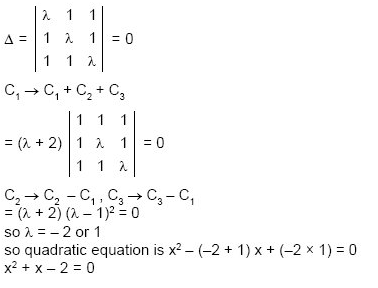 Δ = | λ 1 1 |
| 1 λ 1 | = 0
| 1 1 λ |
C₁ → C₁ + C₂ + C₃
= (λ + 2) | 1 1 1 |
| 1 λ 1 | = 0
| 1 1 λ |
C₂ → C₂ – C₁ , C₃ → C₃ – C₁
= (λ + 2) (λ – 1)² = 0
so λ = – 2 or 1
so quadratic equation is x² – (–2 + 1) x + (–2 × 1) = 0
x² + x – 2 = 0